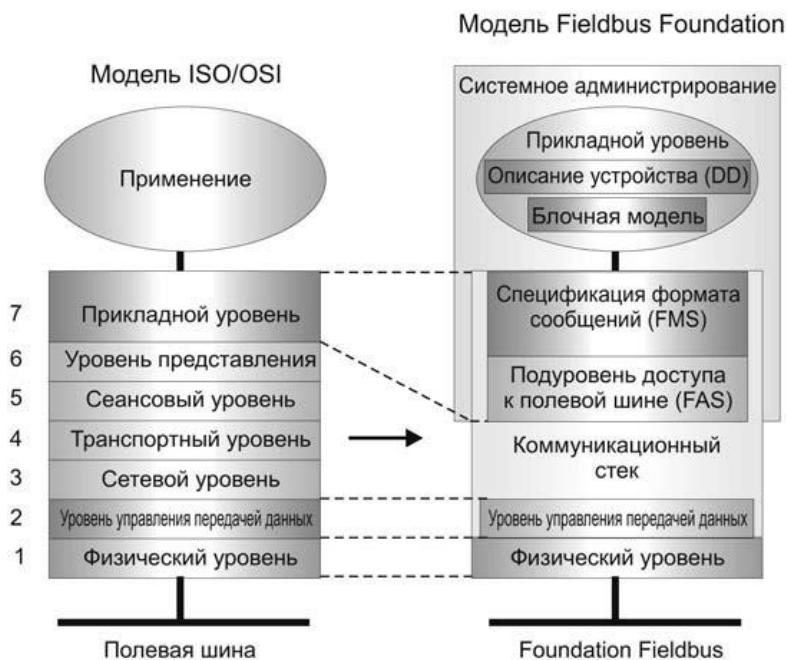 Модель ISO/OSI
Применение
7
Прикладной уровень
6
Уровень представления
5
Сеансовый уровень
4
Транспортный уровень
3
Сетевой уровень
2
Уровень управления передачей данных
1
Физический уровень
Полевая шина
Модель Fieldbus Foundation
Системное администрирование
Прикладной уровень
Описание устройства (DD)
Блочная модель
Спецификация формата
сообщений (FMS)
Подуровень доступа
к полевой шине (FAS)
Коммуникационный
стек
Уровень управления передачей данных
Физический уровень
Foundation Fieldbus